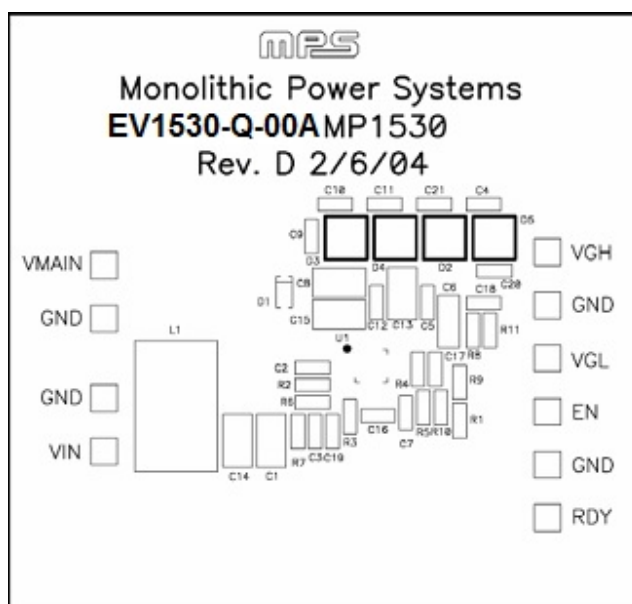 mps
Monolithic Power Systems
EV1530-Q-00A MP1530
Rev. D 2/6/04
C10 C11 C21 C4
D5
C9
D3 D4 D2
C20
VMAIN
VGH
D1
C8
C6 C18
GND
GND
C15
C12 C13 C5
R8 R11
L1
U1
C17
VGL
C2
R4
R9
GND
R2
R6
EN
R3 C16 C7 R5 R10 R1
VIN
R7 C3 C19
GND
C14 C1
RDY